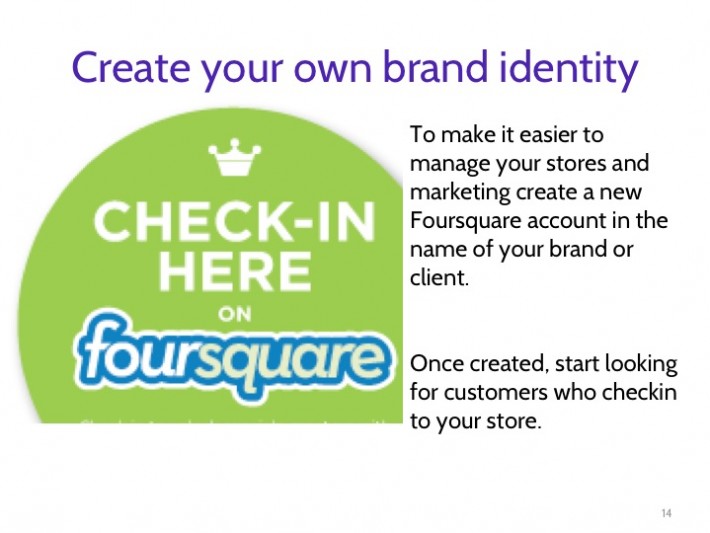 Create your own brand identity
CHECK-IN
HERE
ON
foursquare
To make it easier to
manage your stores and
marketing create a new
Foursquare account in the
name of your brand or
client.
Once created, start looking
for customers who checkin
to your store.
14